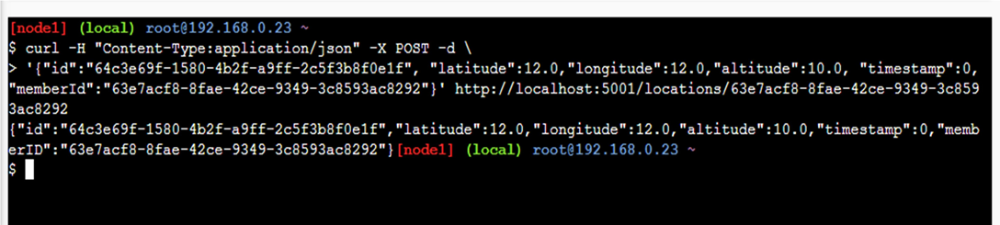 [node1] (local) root@192.168.0.23 ~
$ curl -H "Content-Type:application/json" -X POST -d \
> '{"id":"64c3e69f-1580-4b2f-a9ff-2c5f3b8f0e1f", "latitude":12.0,"longitude":12.0,"altitude":10.0, "timestamp":0,
"memberId":"63e7acf8-8fae-42ce-9349-3c8593ac8292"}' http://localhost:5001/locations/63e7acf8-8fae-42ce-9349-3c859
3ac8292
{"id":"64c3e69f-1580-4b2f-a9ff-2c5f3b8f0e1f","latitude":12.0,"longitude":12.0,"altitude":10.0,"timestamp":0,"memb
erID":"63e7acf8-8fae-42ce-9349-3c8593ac8292"}[node1] (local) root@192.168.0.23 ~
$